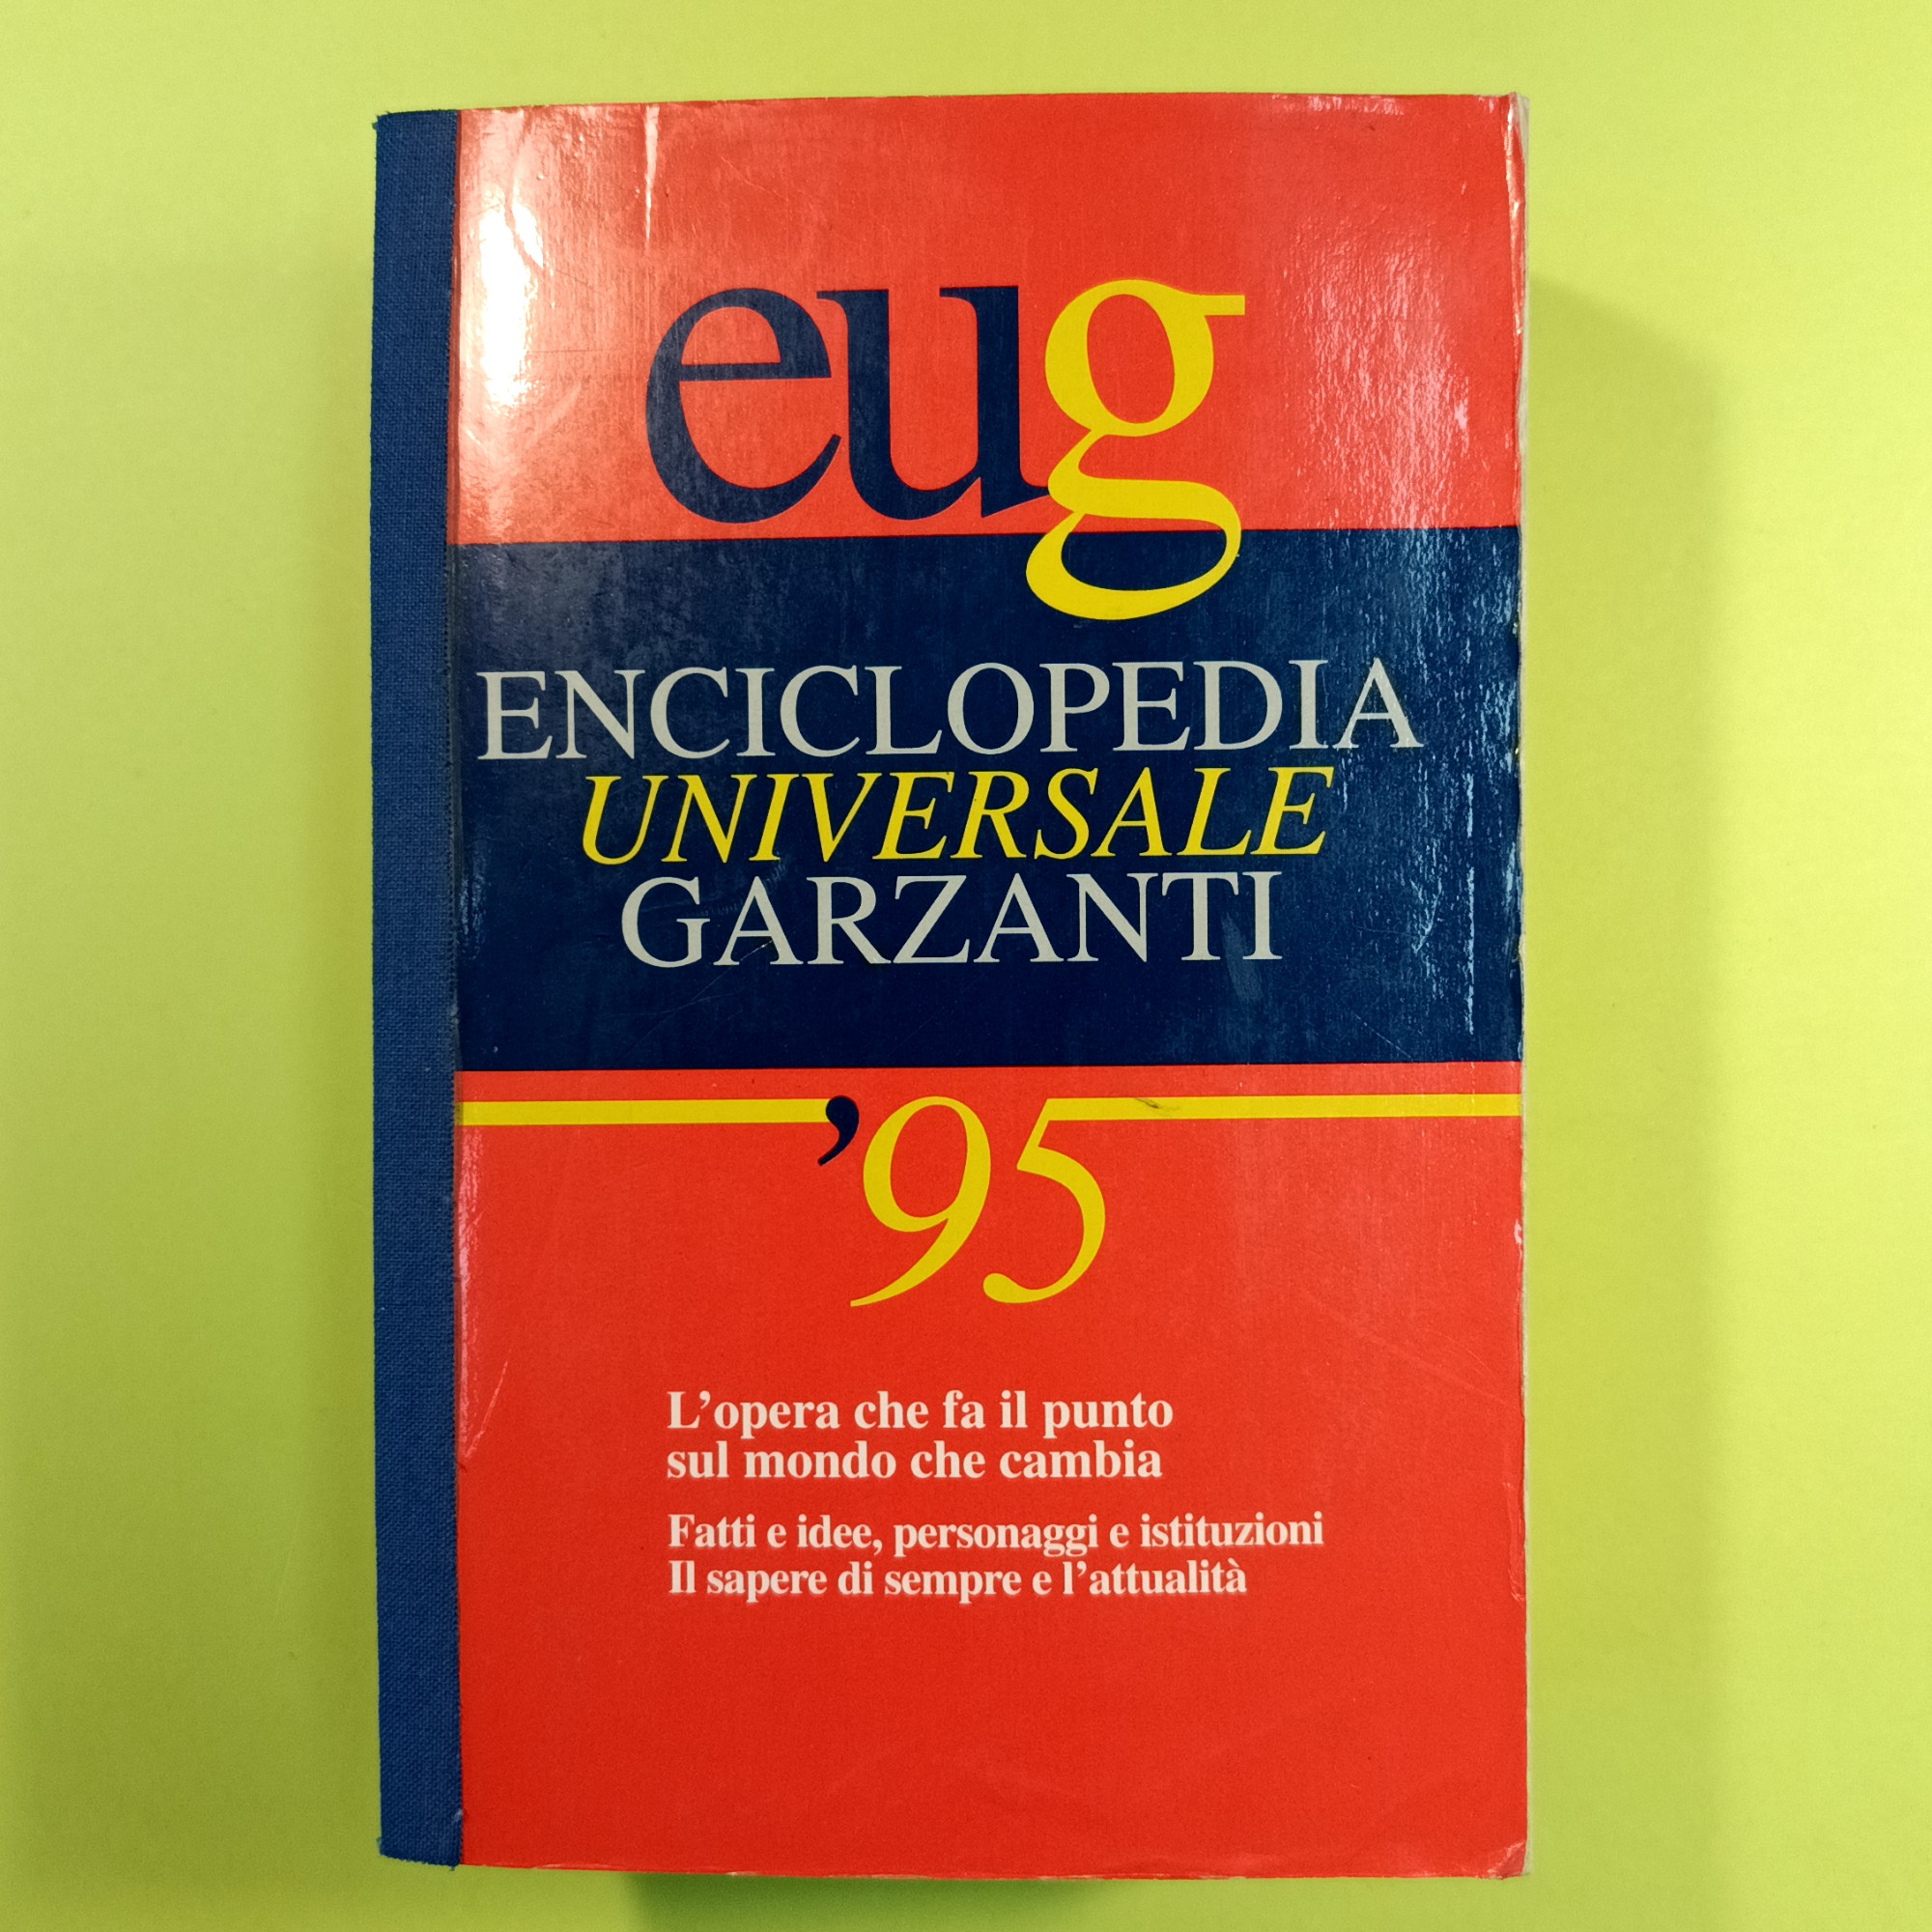 eug
ENCICLOPEDIA
UNIVERSALE
GARZANTI
’95
L’opera che fa il punto
sul mondo che cambia
Fatti e idee, personaggi e istituzioni
Il sapere di sempre e l’attualità